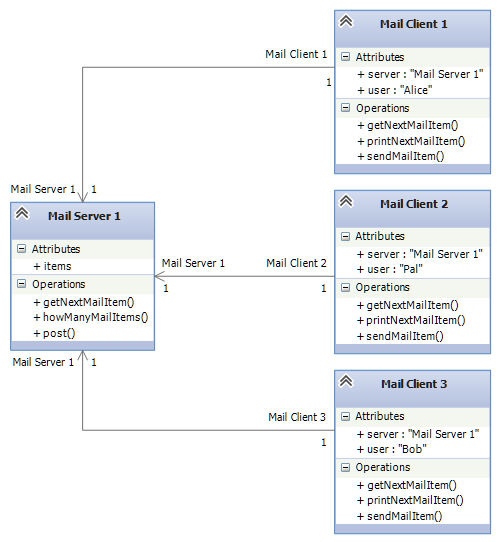 Mail Client 1
Attributes
+ server : "Mail Server 1"
+ user : "Alice"
Operations
+ getNextMailItem()
+ printNextMailItem()
+ sendMailItem()
Mail Client 1
1
Mail Server 1
1
Mail Server 1
Attributes
+ items
Operations
+ getNextMailItem()
+ howManyMailItems()
+ post()
Mail Client 2
Attributes
+ server : "Mail Server 1"
+ user : "Pal"
Operations
+ getNextMailItem()
+ printNextMailItem()
+ sendMailItem()
Mail Server 1
1
Mail Client 2
1
Mail Server 1
1
Mail Client 3
1
Mail Client 3
Attributes
+ server : "Mail Server 1"
+ user : "Bob"
Operations
+ getNextMailItem()
+ printNextMailItem()
+ sendMailItem()